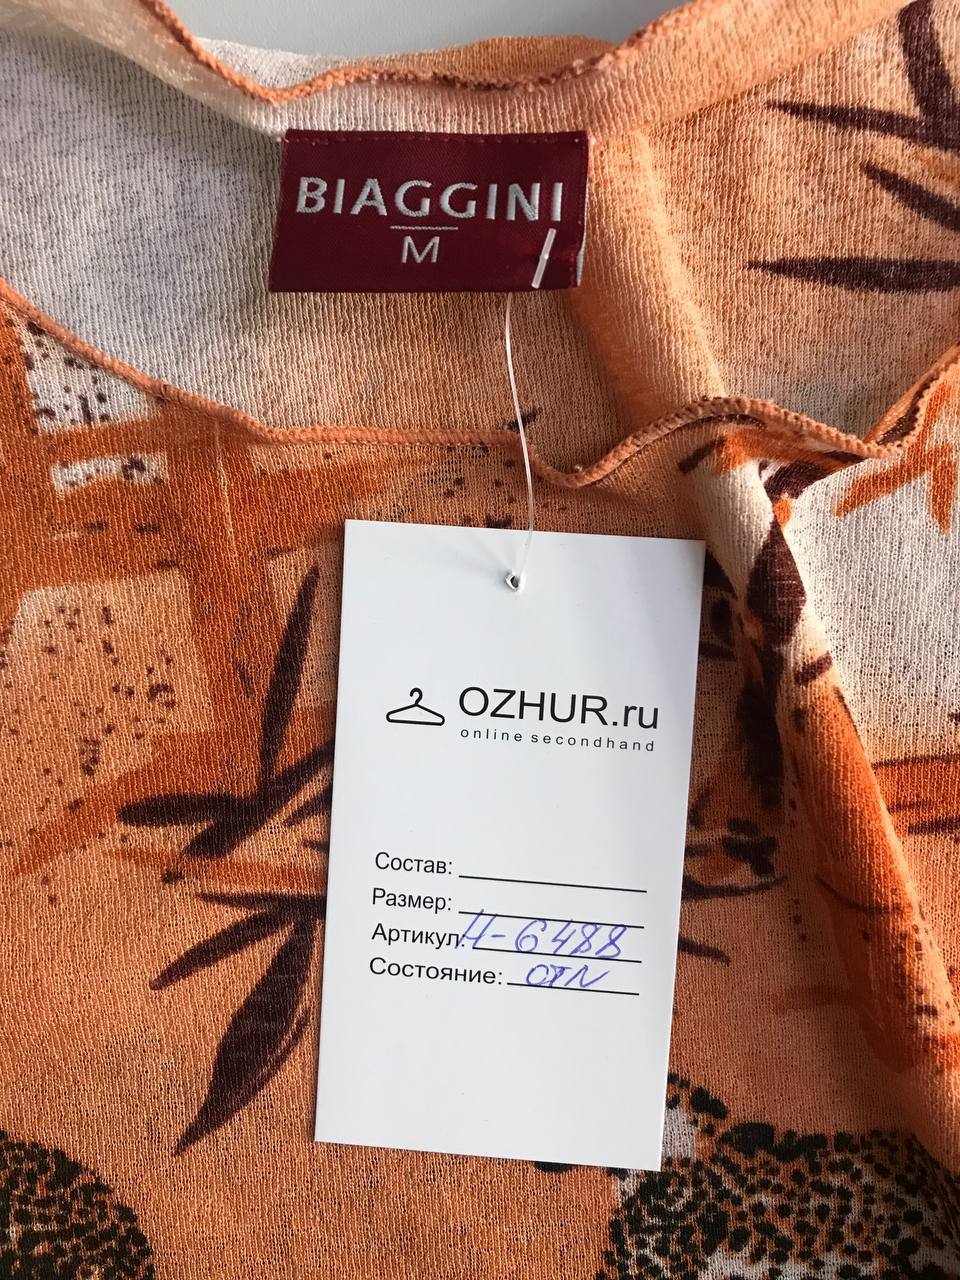 BIAGGINI
M
OZHUR.ru
online secondhand
Состав:
Размер:
Артикул: Н-6488
Состояние: отл